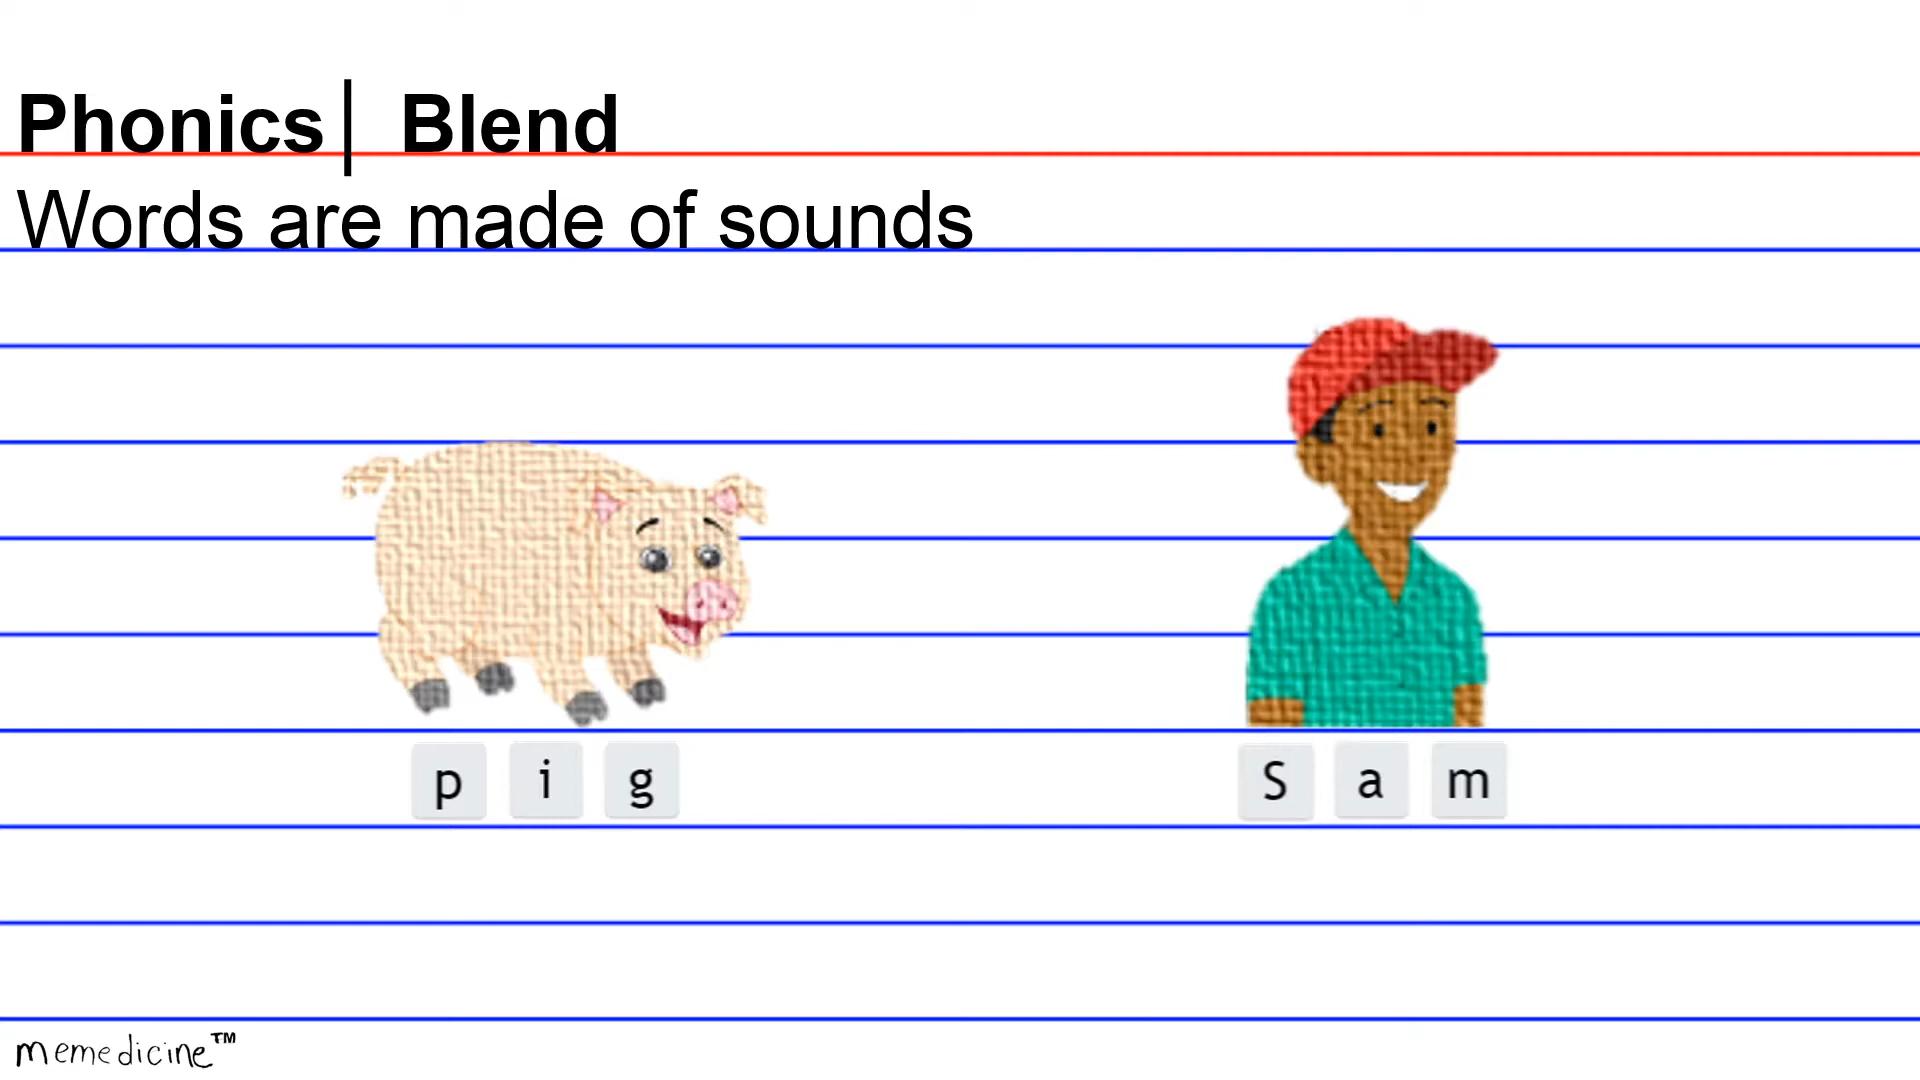 Phonics| Blend
Words are made of sounds
p i g
S a m
memedicine™